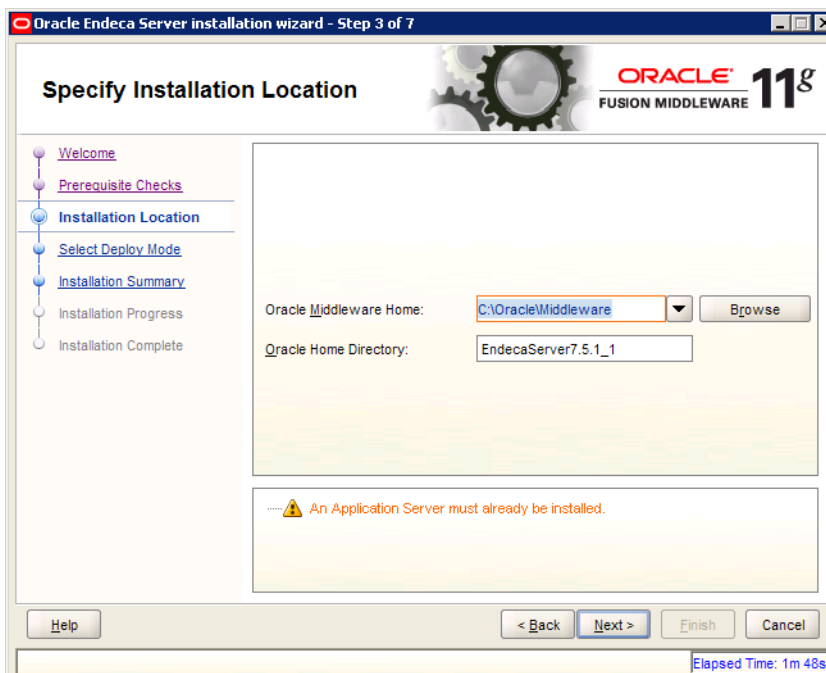 Oracle Endeca Server installation wizard - Step 3 of 7
Specify Installation Location
ORACLE
FUSION MIDDLEWARE 11g
Welcome
Prerequisite Checks
Installation Location
Select Deploy Mode
Installation Summary
Installation Progress
Installation Complete
Oracle Middleware Home: C:\Oracle\Middleware Browse
Oracle Home Directory: EndecaServer7.5.1_1
An Application Server must already be installed.
Help < Back Next > Finish Cancel
Elapsed Time: 1m 48s